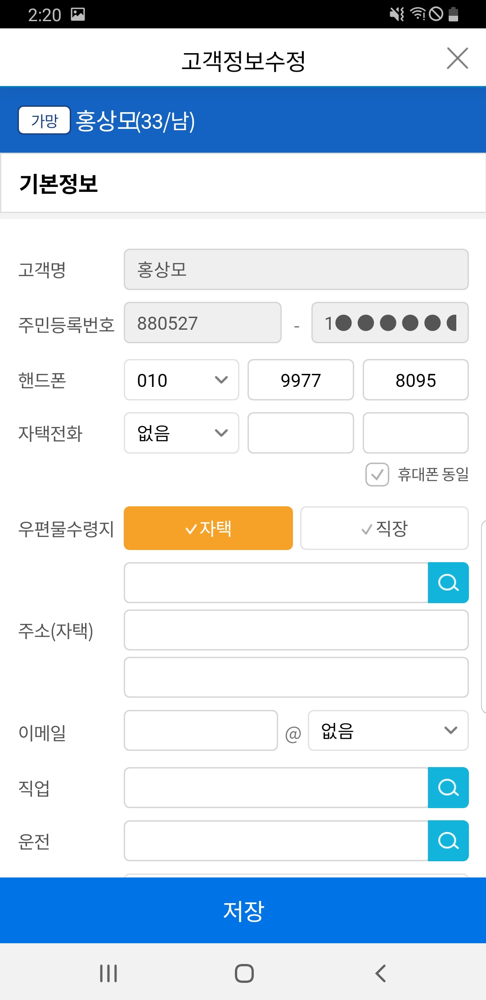 2:20
고객정보수정
가망 홍상모(33/남)
기본정보
고객명 홍상모
주민등록번호 880527 - 1●●●●●●
핸드폰 010 9977 8095
자택전화 없음
휴대폰 동일
우편물수령지 자택 직장
주소(자택)
이메일 @ 없음
직업
운전
저장